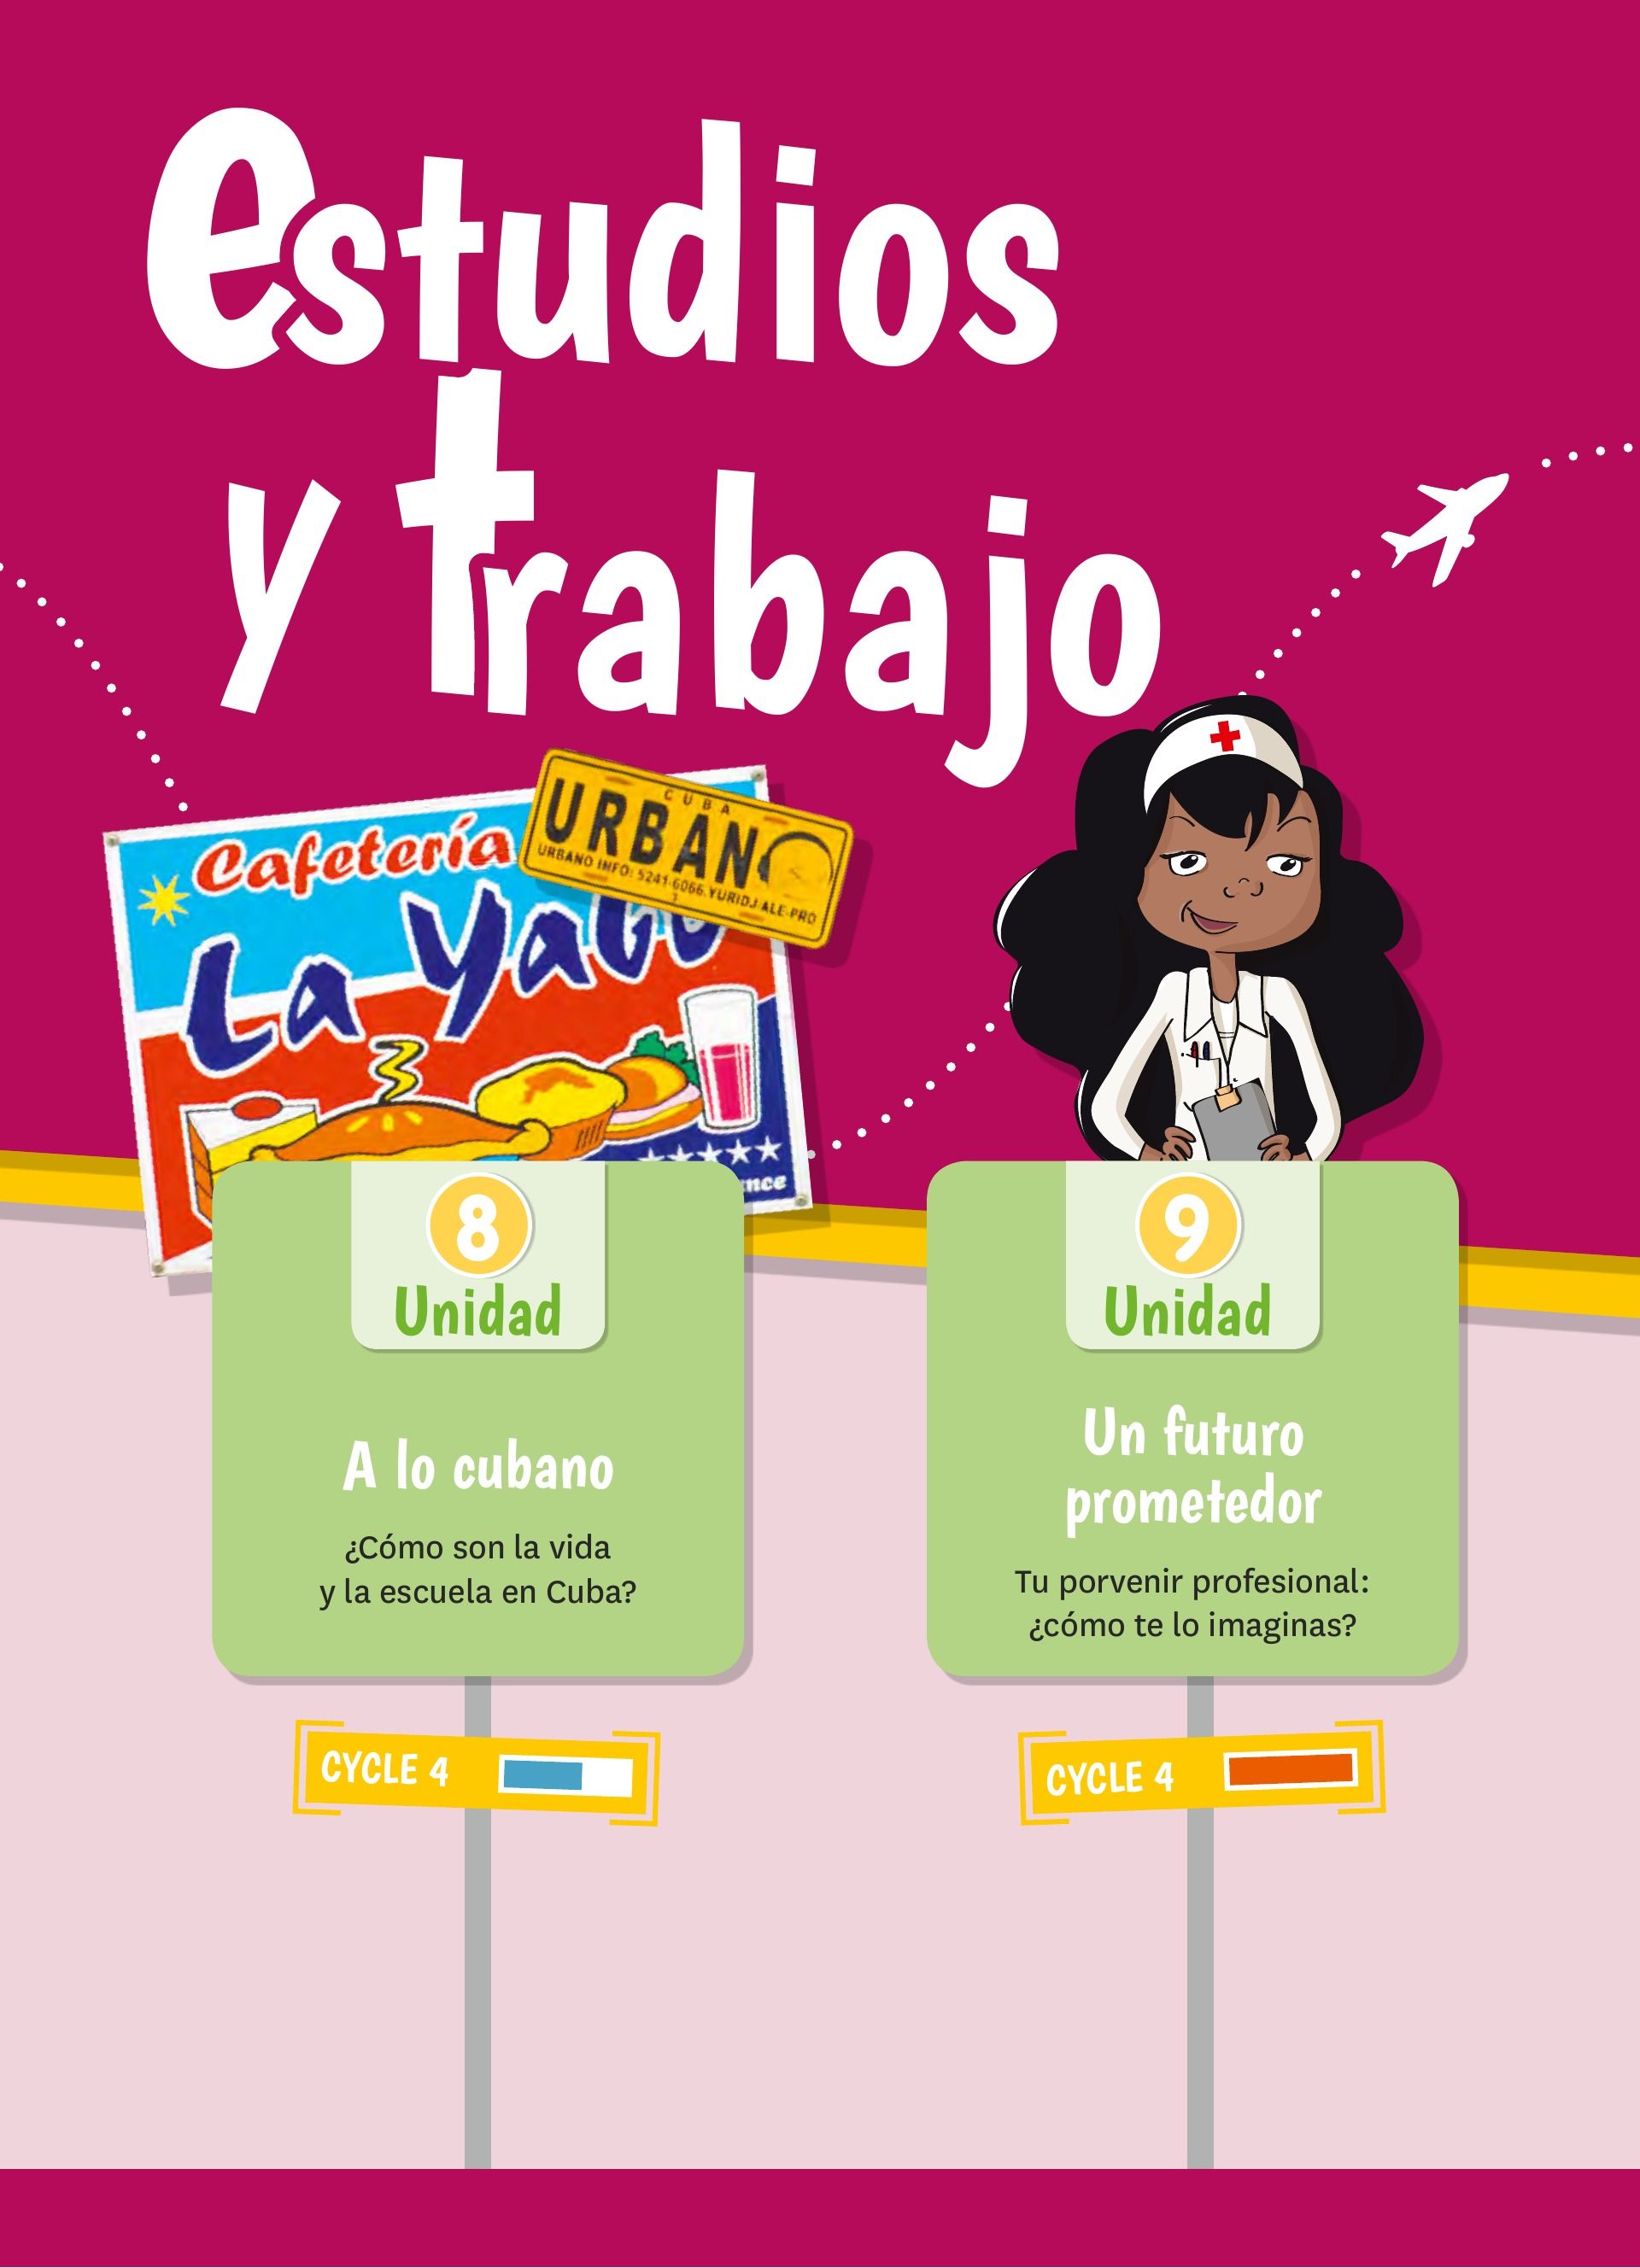 Estudios
y trabajo
CUBA
URBANO
URBANO INFO: 5241-6066. YURIDJ ALE-PRO
Cafetería
La
8
Unidad
A lo cubano
¿Cómo son la vida
y la escuela en Cuba?
CYCLE 4
9
Unidad
Un futuro
prometedor
Tu porvenir profesional:
¿cómo te lo imaginas?
CYCLE 4